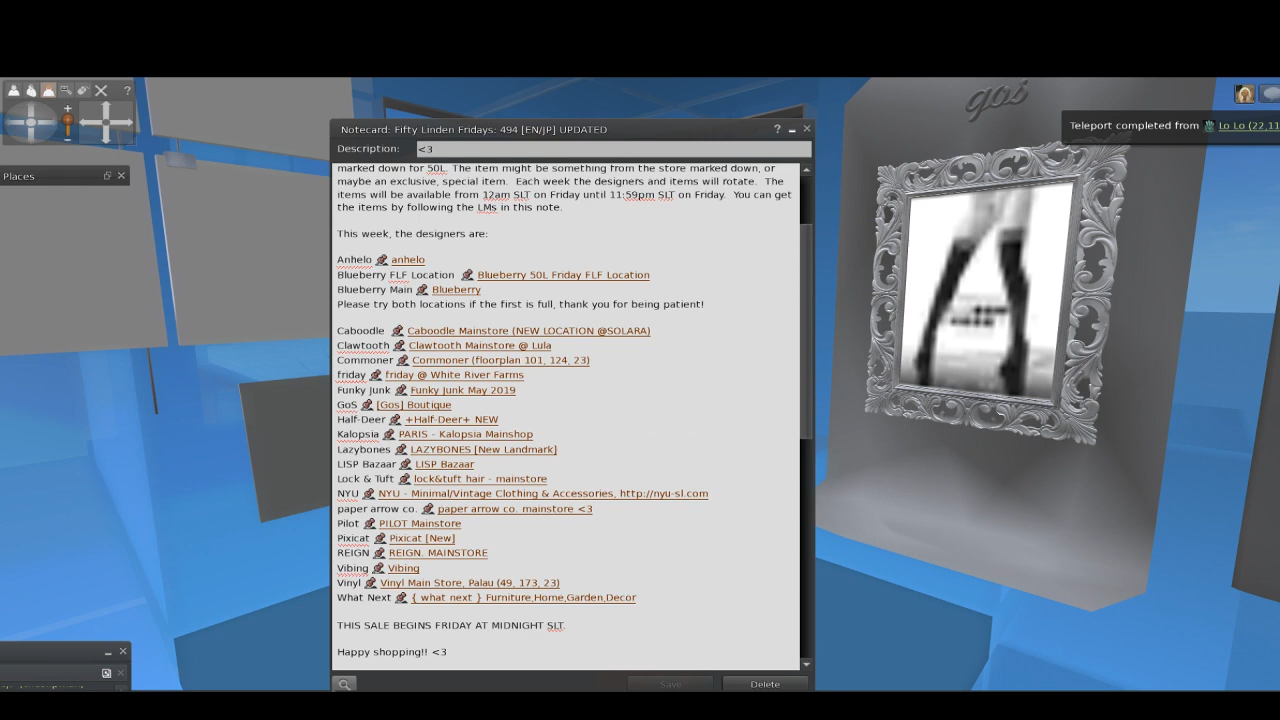 gos
Notecard: Fifty Linden Fridays: 494 [EN/JP] UPDATED
?
Teleport completed from Lo Lo (22,11
Description: <3
Places
marked down for 50L. The item might be something from the store marked down, or
maybe an exclusive, special item. Each week the designers and items will rotate. The
items will be available from 12am SLT on Friday until 11:59pm SLT on Friday. You can get
the items by following the LMs in this note.
This week, the designers are:
Anhelo anhelo
Blueberry FLF Location Blueberry 50L Friday FLF Location
Blueberry Main Blueberry
Please try both locations if the first is full, thank you for being patient!
Caboodle Caboodle Mainstore (NEW LOCATION @SOLARA)
Clawtooth Clawtooth Mainstore @ Lula
Commoner Commoner (floorplan 101, 124, 23)
friday friday @ White River Farms
Funky Junk Funky Junk May 2019
GoS [Gos] Boutique
Half-Deer +Half-Deer+ NEW
Kalopsia PARIS - Kalopsia Mainshop
Lazybones LAZYBONES [New Landmark]
LISP Bazaar LISP Bazaar
Lock & Tuft lock&tuft hair - mainstore
NYU NYU - Minimal/Vintage Clothing & Accessories, http://nyu-sl.com
paper arrow co. paper arrow co. mainstore <3
Pilot PILOT Mainstore
Pixicat Pixicat [New]
REIGN REIGN. MAINSTORE
Vibing Vibing
Vinyl Vinyl Main Store, Palau (49, 173, 23)
What Next { what next } Furniture,Home,Garden,Decor
THIS SALE BEGINS FRIDAY AT MIDNIGHT SLT.
Happy shopping!! <3
Save Delete